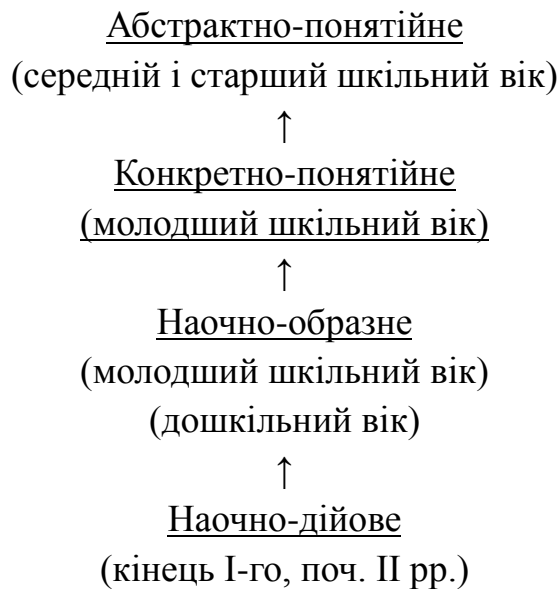 Абстрактно-понятійне
(середній і старший шкільний вік)
↑
Конкретно-понятійне
(молодший шкільний вік)
↑
Наочно-образне
(молодший шкільний вік)
(дошкільний вік)
↑
Наочно-дійове
(кінець І-го, поч. ІІ рр.)